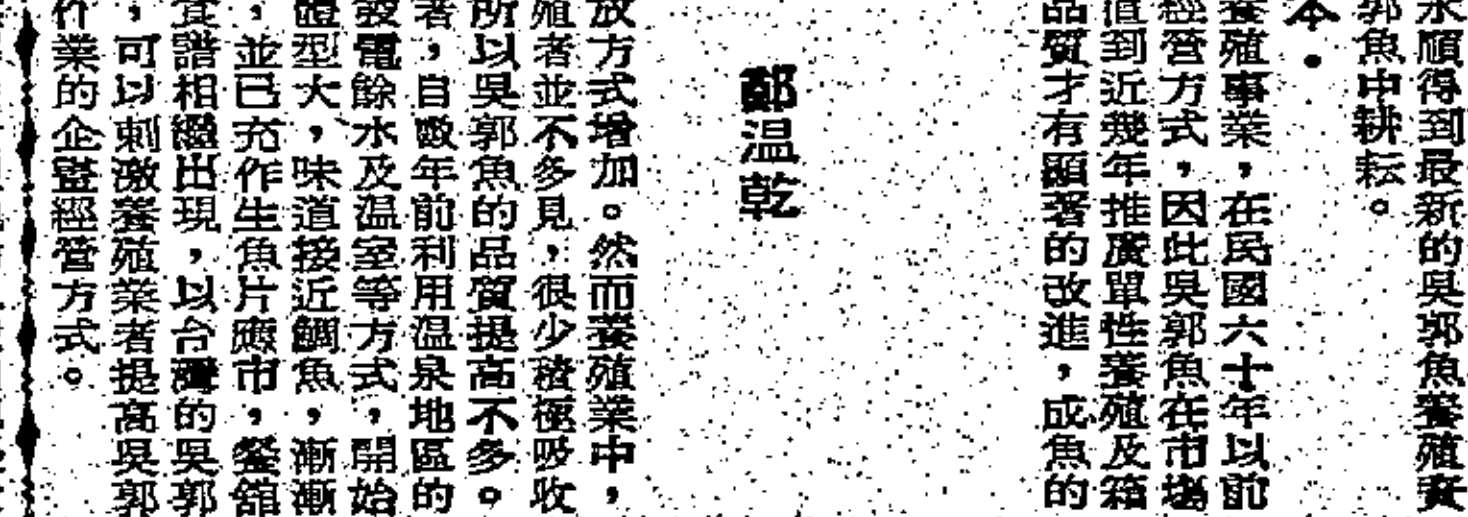 水順得到最新的吳郭魚養殖資
郭魚中耕耘。
本．
養殖事業，在民國六十年以前
經營方式，因此吳郭魚在市場
值到近幾年推廣單性養殖及箱
品質才有顯著的改進，成魚的
鄭温乾
放方式增加。然而養殖業中，
殖者並不多見，很少積極吸收
所以吳郭魚的品質提高不多。
者，自數年前利用温泉地區的
發電餘水及温室等方式，開始
體型大，味道接近鯛魚，漸漸
，並已充作生魚片應市，餐舘
食譜相繼出現，以台灣的吳郭
，可以刺激養殖業者提高吳郭
作業的企業經營方式。